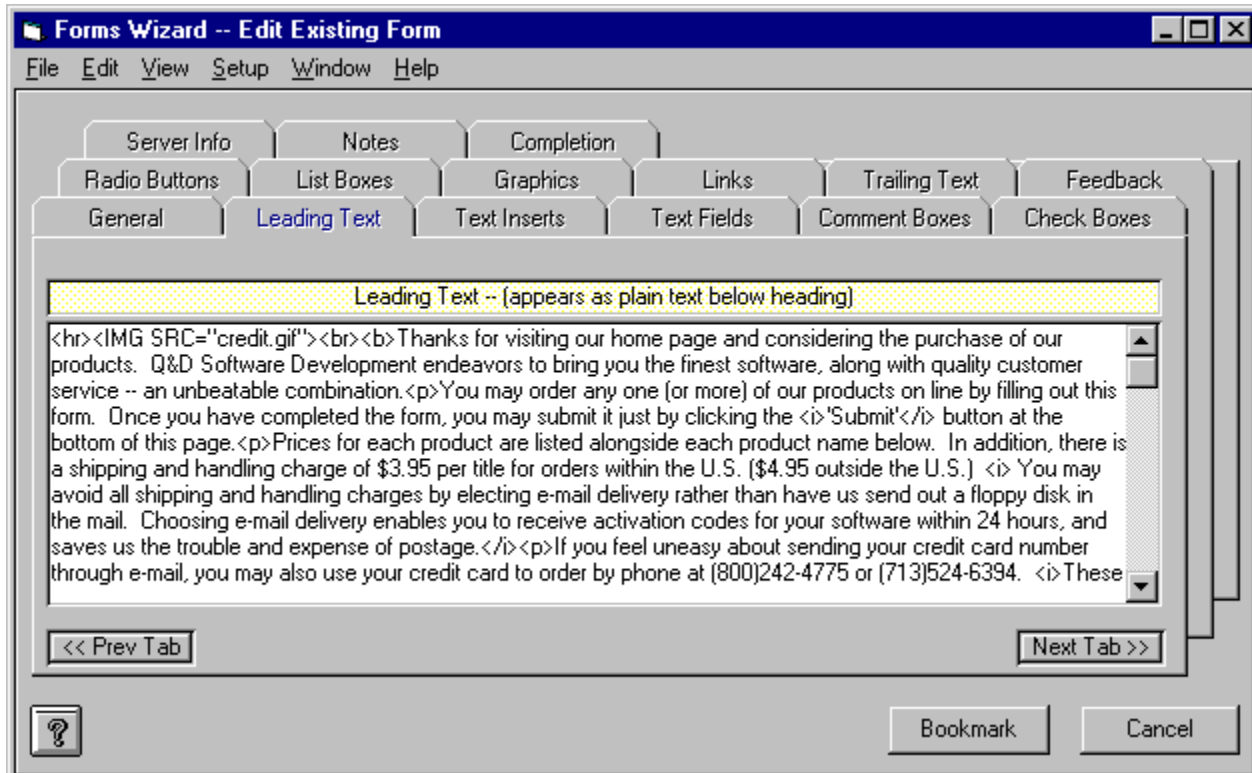 Forms Wizard -- Edit Existing Form
File Edit View Setup Window Help
Server Info Notes Completion
Radio Buttons List Boxes Graphics Links Trailing Text Feedback
General Leading Text Text Inserts Text Fields Comment Boxes Check Boxes
Leading Text -- (appears as plain text below heading)
<hr><IMG SRC="credit.gif"><br><b>Thanks for visiting our home page and considering the purchase of our
products.  Q&D Software Development endeavors to bring you the finest software, along with quality customer
service -- an unbeatable combination.<p>You may order any one (or more) of our products on line by filling out this
form.  Once you have completed the form, you may submit it just by clicking the <i>'Submit'</i> button at the
bottom of this page.<p>Prices for each product are listed alongside each product name below.  In addition, there is
a shipping and handling charge of $3.95 per title for orders within the U.S. ($4.95 outside the U.S.)  <i> You may
avoid all shipping and handling charges by electing e-mail delivery rather than have us send out a floppy disk in
the mail.  Choosing e-mail delivery enables you to receive activation codes for your software within 24 hours, and
saves us the trouble and expense of postage.</i><p>If you feel uneasy about sending your credit card number
through e-mail, you may also use your credit card to order by phone at (800)242-4775 or (713)524-6394.  <i>These
<< Prev Tab Next Tab >>
? Bookmark Cancel